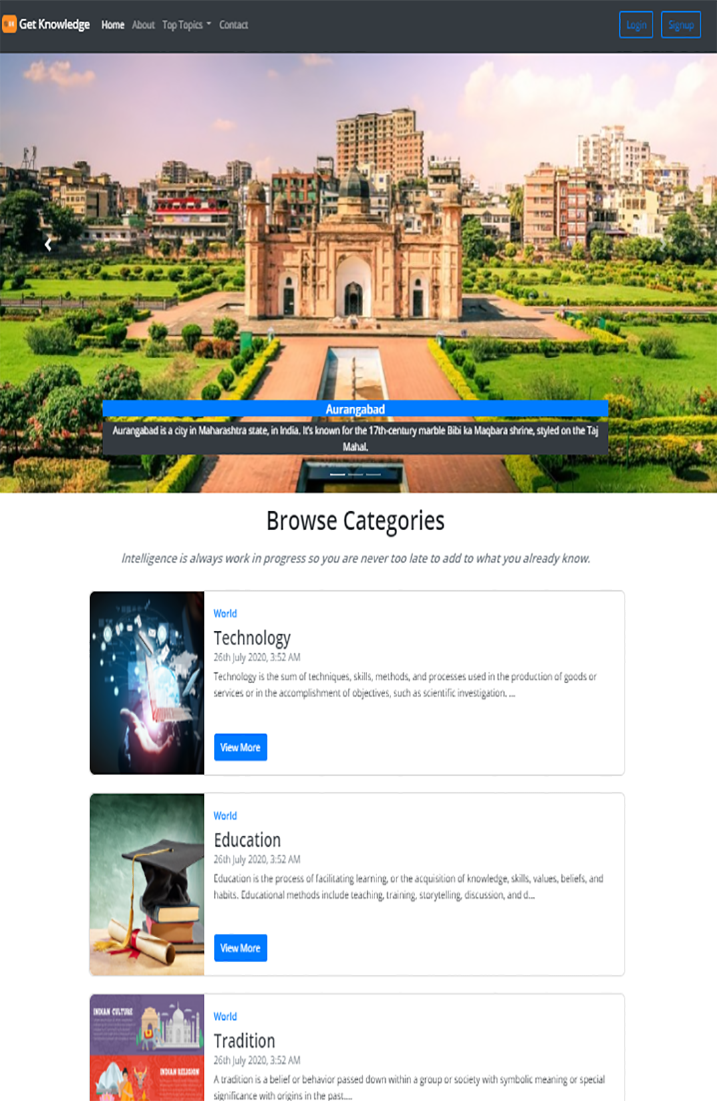 Get Knowledge Home About Top Topics Contact Login Signup
Aurangabad
Aurangabad is a city in Maharashtra state, in India. It's known for the 17th-century marble Bibi ka Maqbara shrine, styled on the Taj
Mahal.
Browse Categories
Intelligence is always work in progress so you are never too late to add to what you already know.
World
Technology
26th July 2020, 3:52 AM
Technology is the sum of techniques, skills, methods, and processes used in the production of goods or
services or in the accomplishment of objectives, such as scientific investigation. ...
View More
World
Education
26th July 2020, 3:52 AM
Education is the process of facilitating learning, or the acquisition of knowledge, skills, values, beliefs, and
habits. Educational methods include teaching, training, storytelling, discussion, and d....
View More
INDIAN CULTURE
INDIAN RELIGION
World
Tradition
26th July 2020, 3:52 AM
A tradition is a belief or behavior passed down within a group or society with symbolic meaning or special
significance with origins in the past....